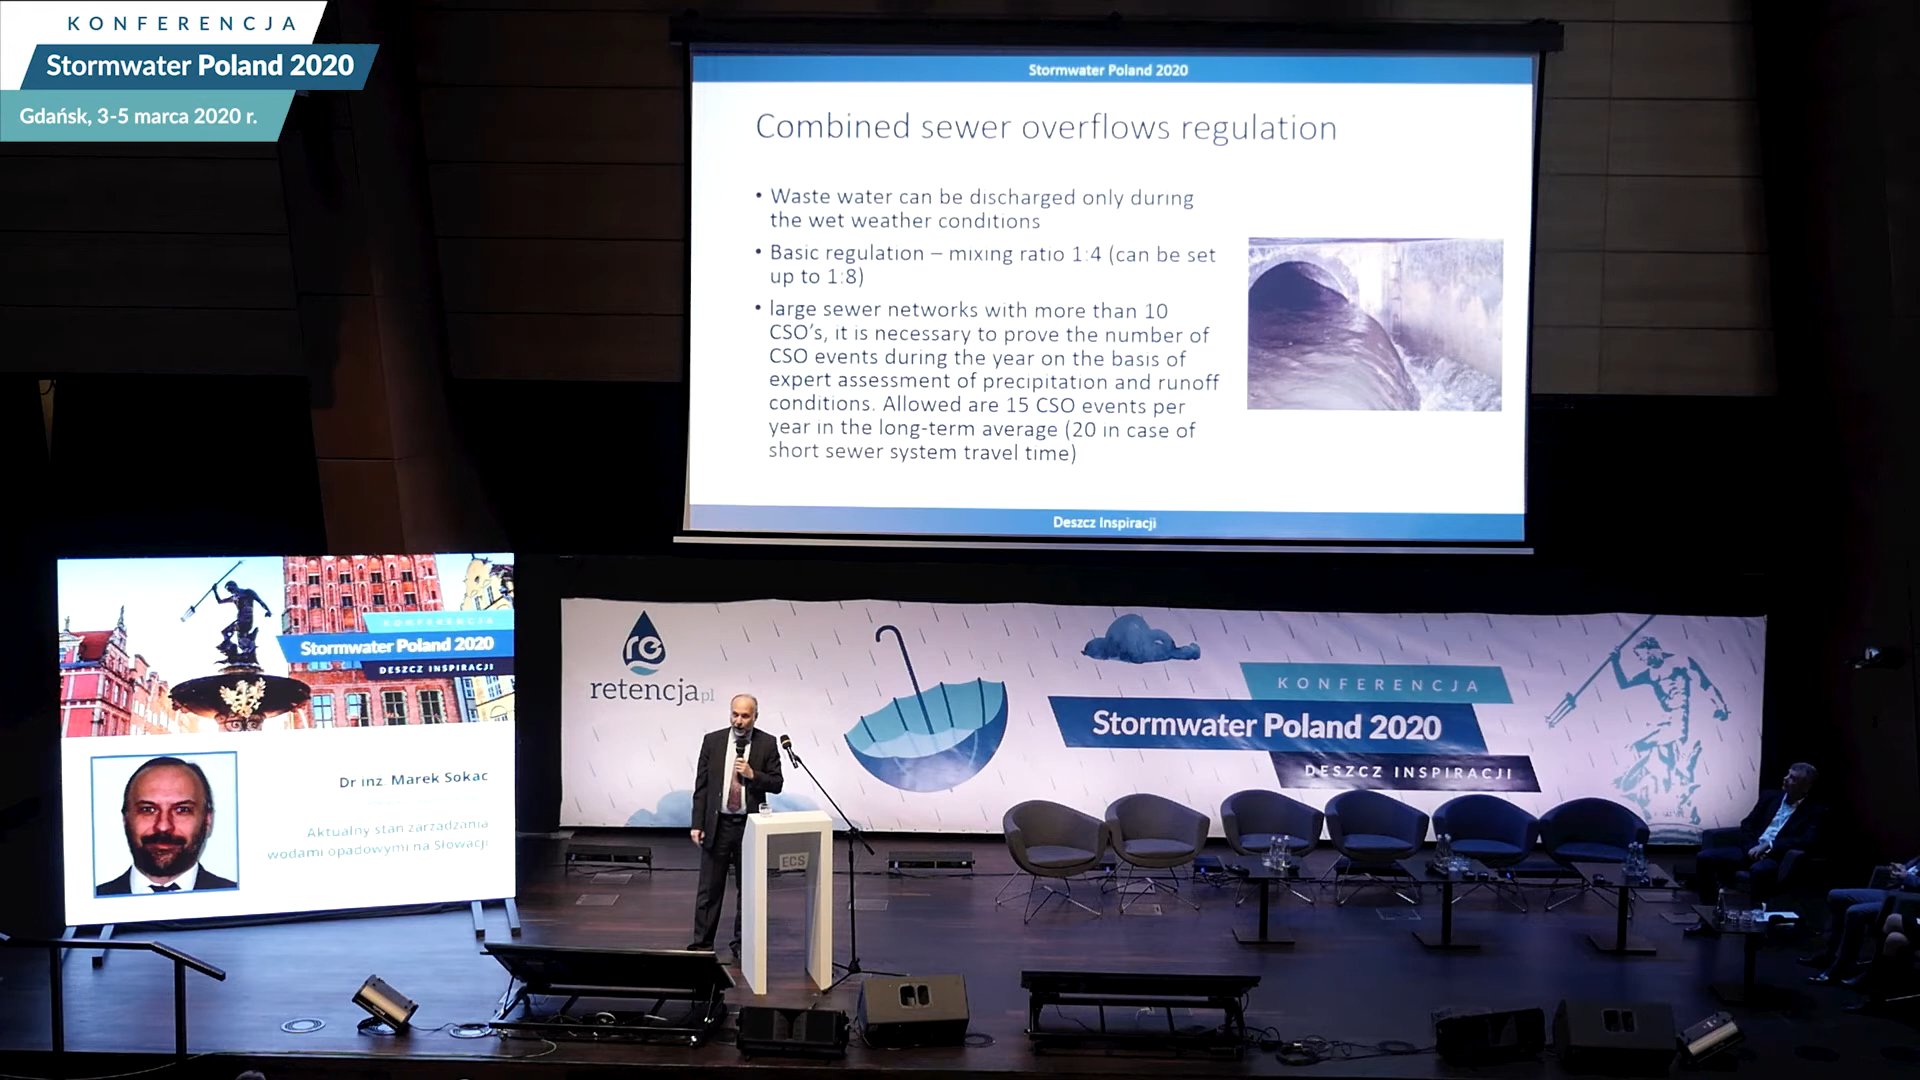 KONFERENCJA
Stormwater Poland 2020
Gdańsk, 3-5 marca 2020 r.
Stormwater Poland 2020
Combined sewer overflows regulation
• Waste water can be discharged only during
the wet weather conditions
• Basic regulation – mixing ratio 1:4 (can be set
up to 1:8)
• large sewer networks with more than 10
CSO's, it is necessary to prove the number of
CSO events during the year on the basis of
expert assessment of precipitation and runoff
conditions. Allowed are 15 CSO events per
year in the long-term average (20 in case of
short sewer system travel time)
Deszcz Inspiracji
KONFERENCJA
Stormwater Poland 2020
DESZCZ INSPIRACJI
Dr inż. Marek Sokac
Aktualny stan zarzadzania
wodami opadowymi na Słowacji
re
retencja.pl
KONFERENCJA
Stormwater Poland 2020
DESZCZ INSPIRACJI
ECS